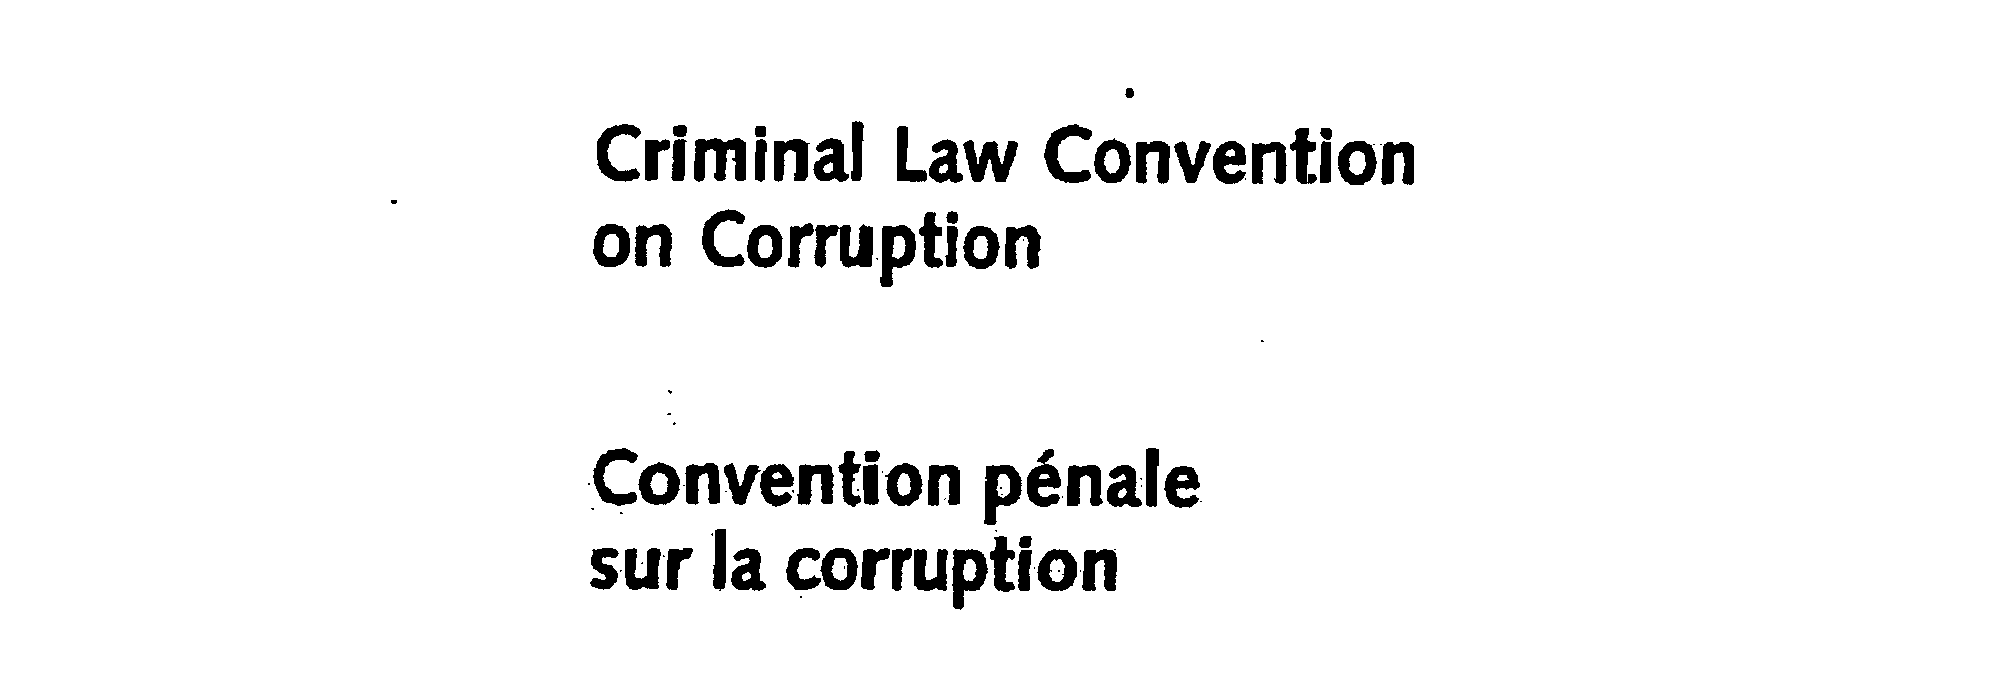 Criminal Law Convention
on Corruption
Convention pénale
sur la corruption